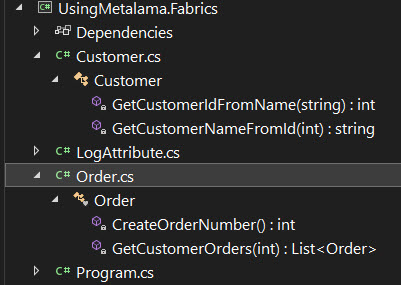 UsingMetalama.Fabrics
Dependencies
C# Customer.cs
Customer
GetCustomerIdFromName(string) : int
GetCustomerNameFromId(int) : string
C# LogAttribute.cs
C# Order.cs
Order
CreateOrderNumber() : int
GetCustomerOrders(int) : List<Order>
C# Program.cs